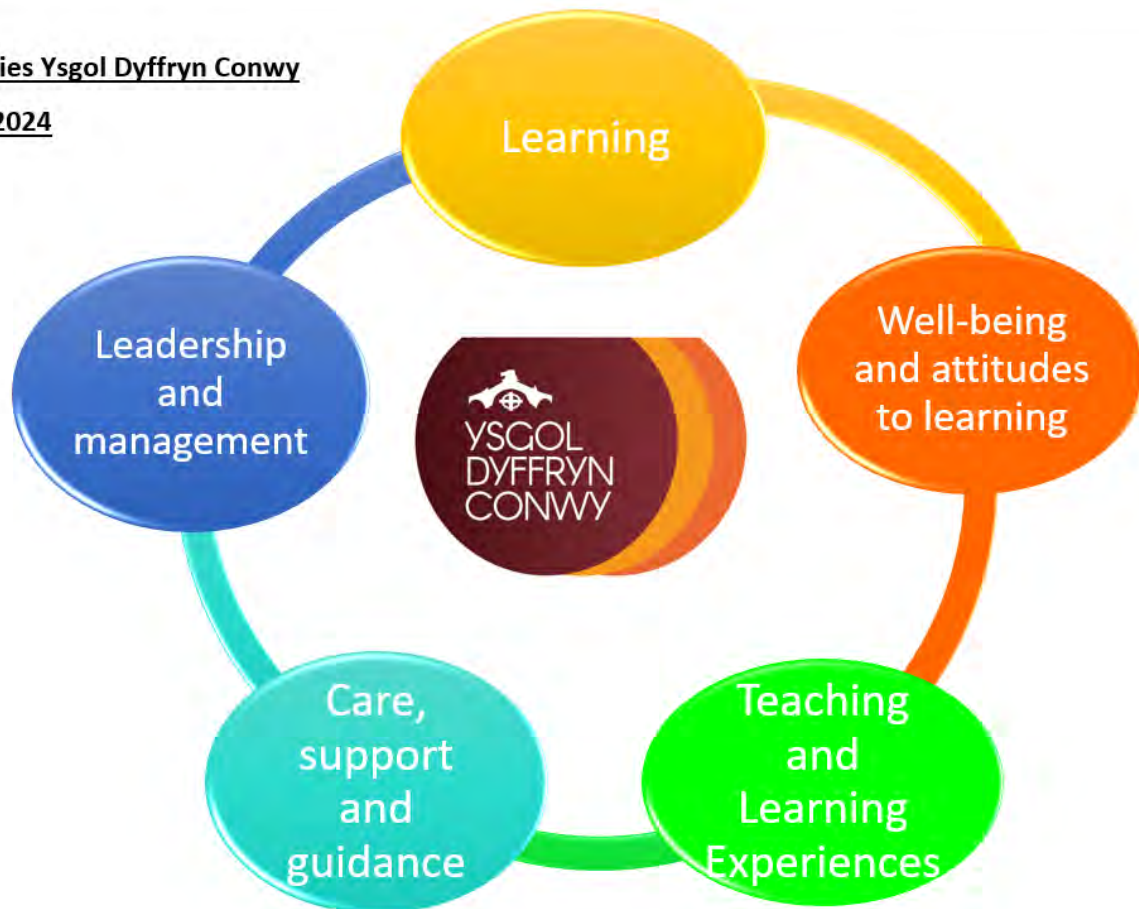 ies Ysgol Dyffryn Conwy
2024
Learning
Well-being
and attitudes
to learning
Teaching
and
Learning
Experiences
Care,
support
and
guidance
Leadership
and
management
YSGOL
DYFFRYN
CONWY